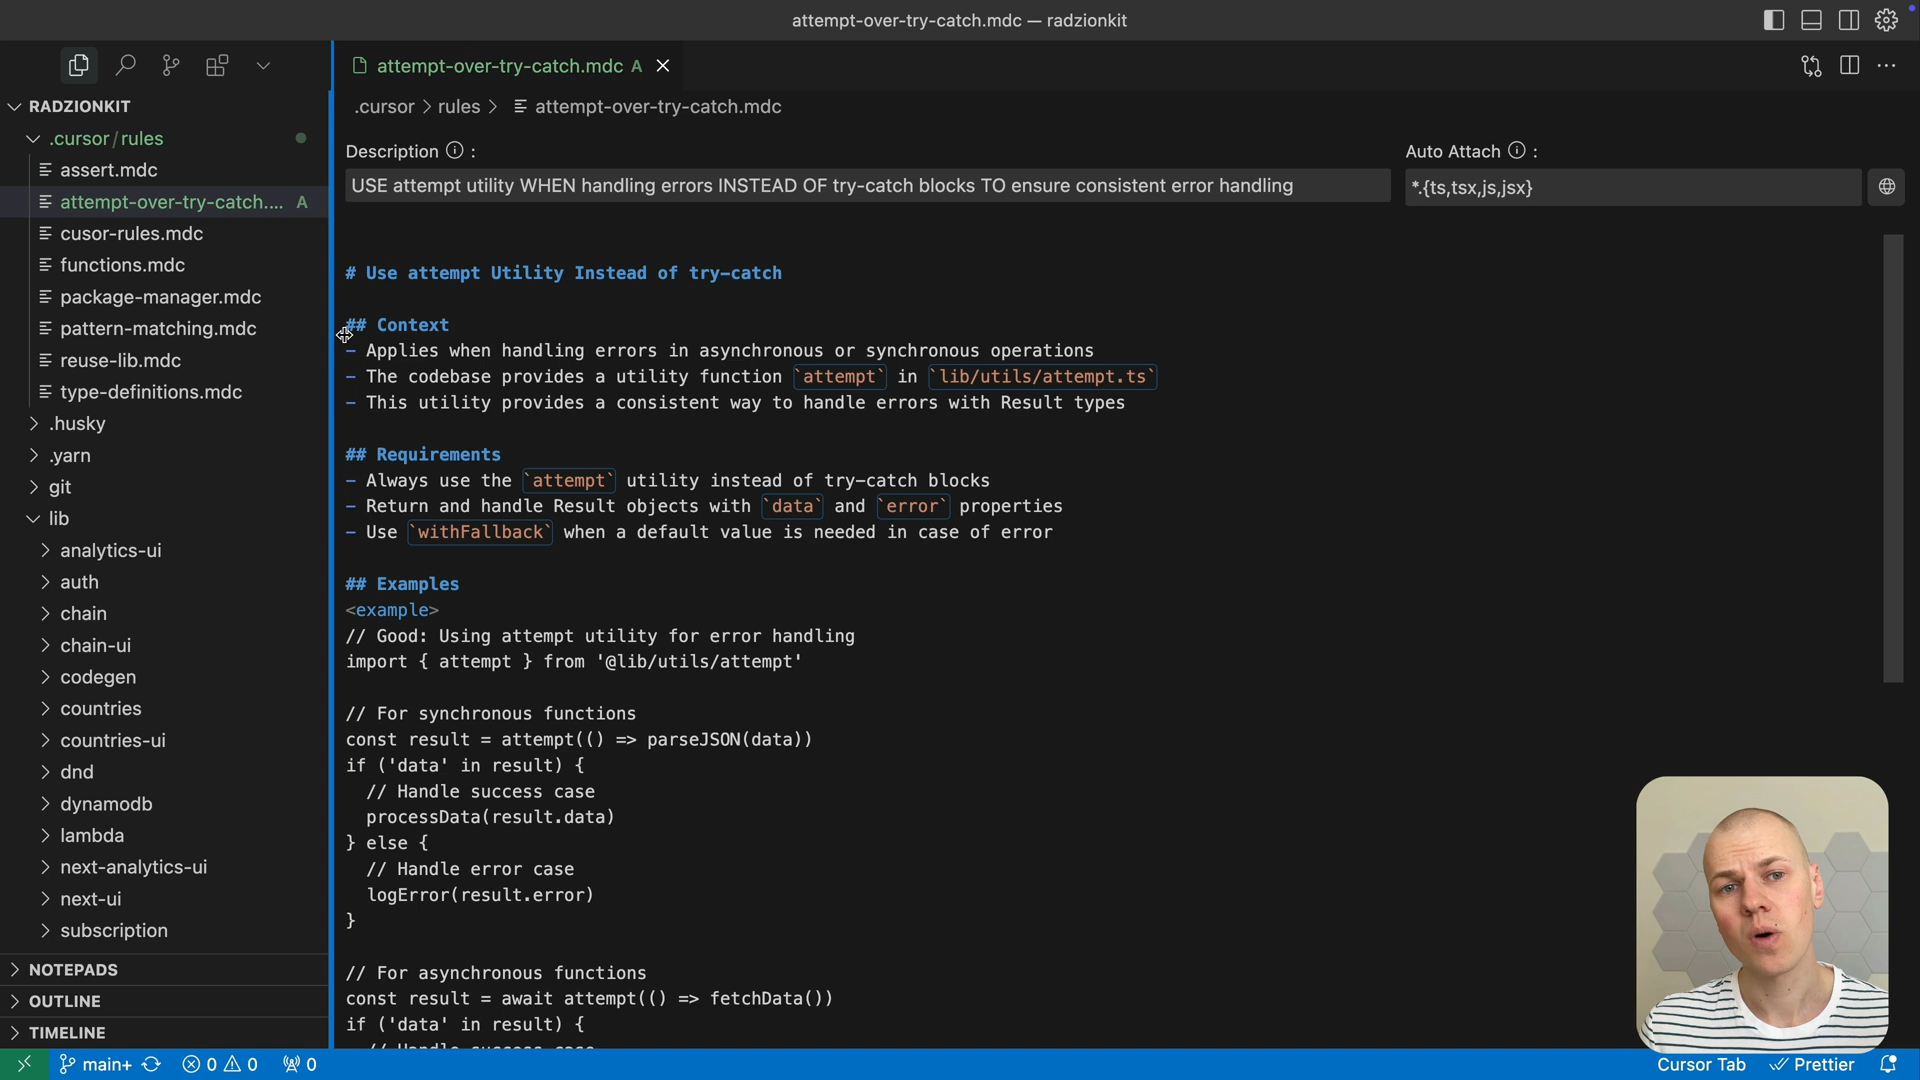 attempt-over-try-catch.mdc — radzionkit
RADZIONKIT
.cursor/rules
assert.mdc
attempt-over-try-catch.... A
cusor-rules.mdc
functions.mdc
package-manager.mdc
pattern-matching.mdc
reuse-lib.mdc
type-definitions.mdc
.husky
.yarn
git
lib
analytics-ui
auth
chain
chain-ui
codegen
countries
countries-ui
dnd
dynamodb
lambda
next-analytics-ui
next-ui
subscription
NOTEPADS
OUTLINE
TIMELINE
attempt-over-try-catch.mdc A
.cursor > rules > attempt-over-try-catch.mdc
Description :
USE attempt utility WHEN handling errors INSTEAD OF try-catch blocks TO ensure consistent error handling
Auto Attach :
*.{ts,tsx,js,jsx}
# Use attempt Utility Instead of try-catch
## Context
- Applies when handling errors in asynchronous or synchronous operations
- The codebase provides a utility function `attempt` in `lib/utils/attempt.ts`
- This utility provides a consistent way to handle errors with Result types
## Requirements
- Always use the `attempt` utility instead of try-catch blocks
- Return and handle Result objects with `data` and `error` properties
- Use `withFallback` when a default value is needed in case of error
## Examples
<example>
// Good: Using attempt utility for error handling
import { attempt } from '@lib/utils/attempt'
// For synchronous functions
const result = attempt(() => parseJSON(data))
if ('data' in result) {
// Handle success case
processData(result.data)
} else {
// Handle error case
logError(result.error)
}
// For asynchronous functions
const result = await attempt(() => fetchData())
if ('data' in result) {
// Handle success case
main+ 0 0 0
Cursor Tab Prettier